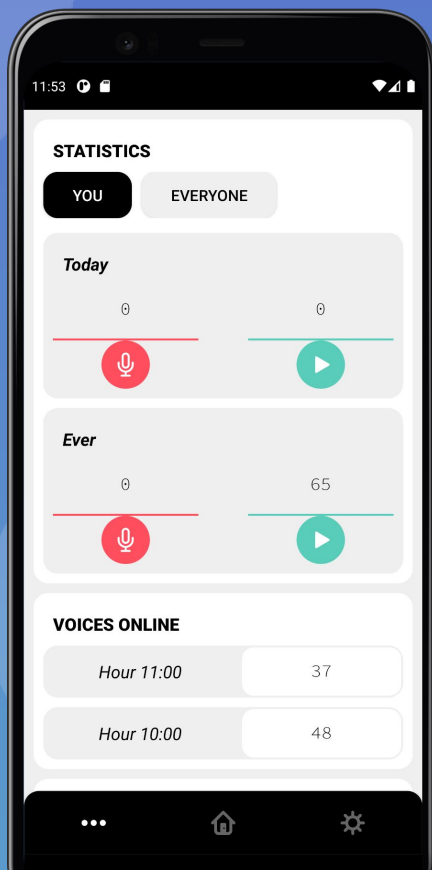 11:53
STATISTICS
YOU EVERYONE
Today
0 0
Ever
0 65
VOICES ONLINE
Hour 11:00 37
Hour 10:00 48